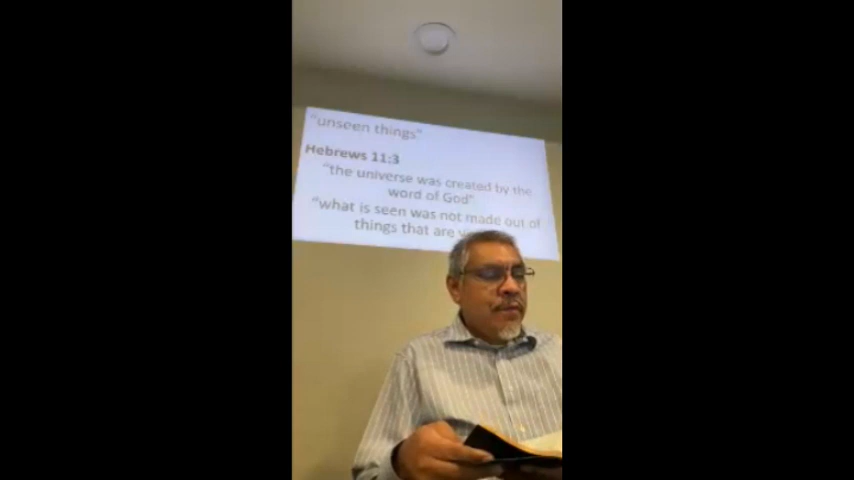 "unseen things"
Hebrews 11:3
"the universe was created by the
word of God"
"what is seen was not made out of
things that are